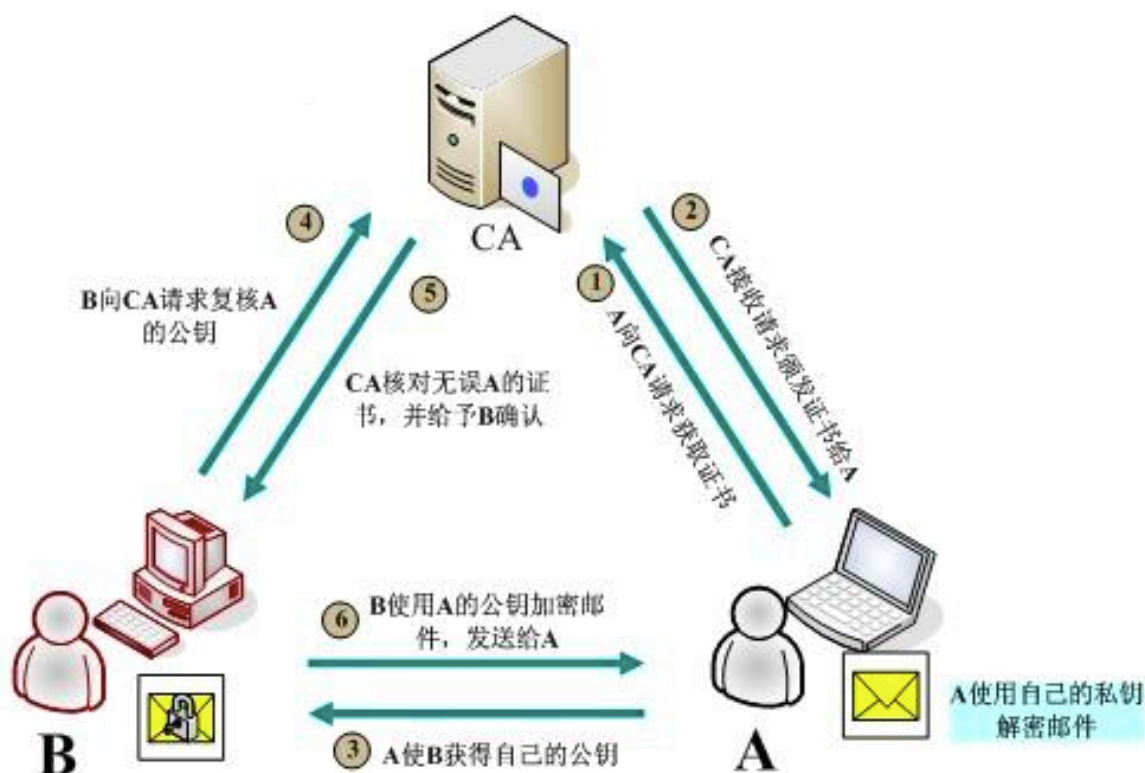 CA
④
②
B向CA请求复核A
的公钥
⑤
①
CA接收请求颁发证书给A
A向CA请求获取证书
CA核对无误A的证
书，并给予B确认
⑥
B使用A的公钥加密邮
件，发送给A
③
A使B获得自己的公钥
B
A
A使用自己的私钥
解密邮件